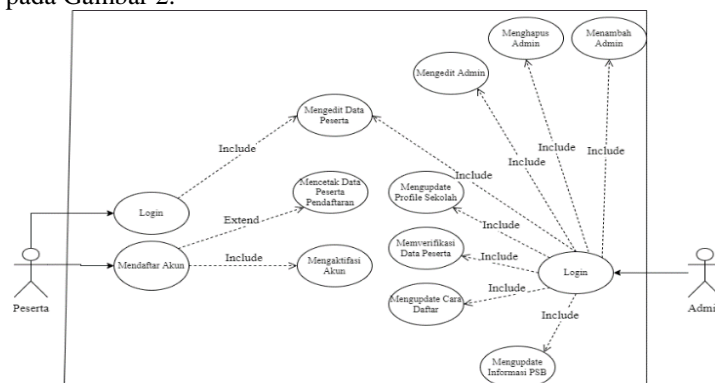 pada Gambar 2.
Menghapus
Admin
Menambah
Admin
Mengedit Admin
Mengedit Data
Peserta
Include
Include
Include
Include
Include
Mencetak Data
Peserta
Pendaftaran
Mengupdate
Profile Sekolah
Login
Extend
Include
Mendaftar Akun
Include
Mengaktifasi
Akun
Memverifikasi
Data Peserta
Include
Login
Peserta
Mengupdate Cara
Daftar
Include
Include
Admi
Mengupdate
Informasi PSB